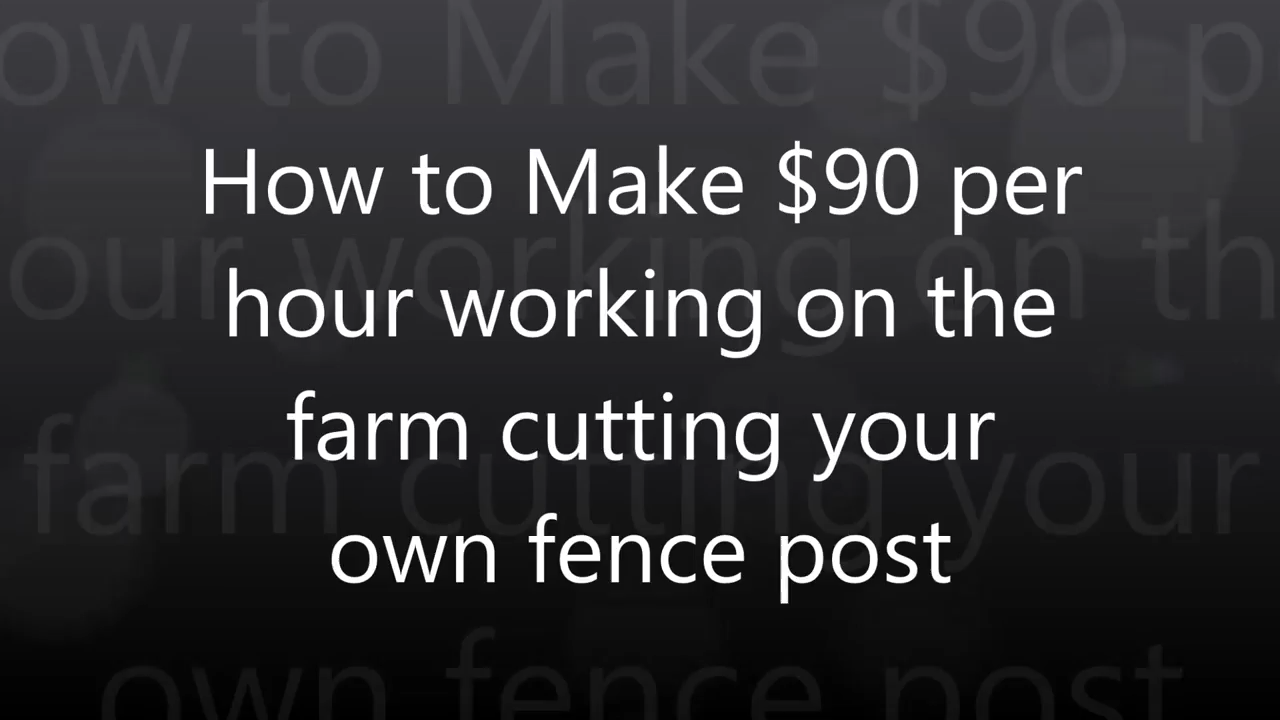 How to Make $90 per
hour working on the
farm cutting your
own fence post